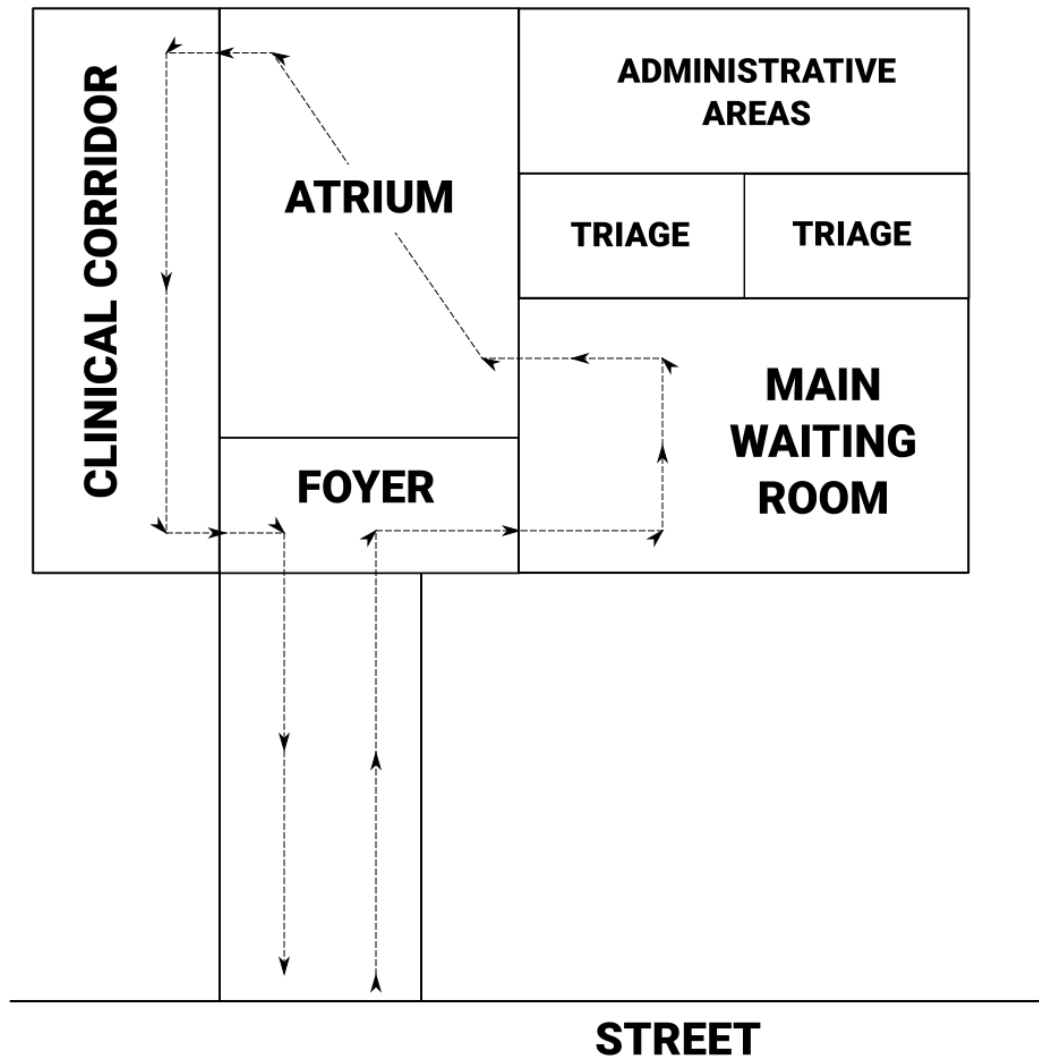 ADMINISTRATIVE
AREAS
CLINICAL CORRIDOR
ATRIUM
TRIAGE
TRIAGE
MAIN
WAITING
ROOM
FOYER
STREET